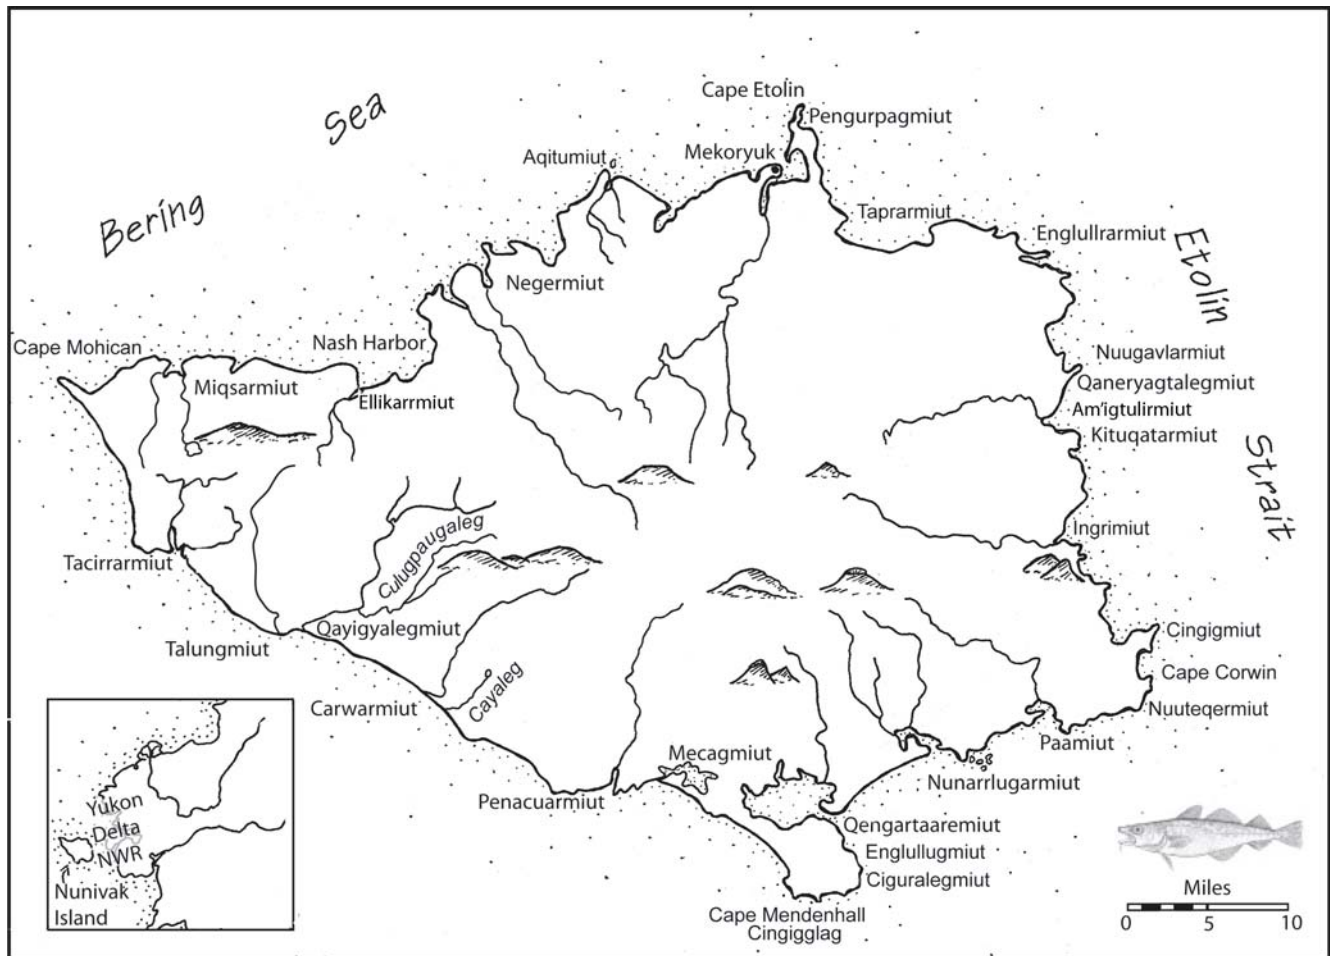 Cape Etolin
Pengurpagmiut
Sea
Mekoryuk
Aqitumiut
Bering
Taprarmiut
Englullrarmiut
Etolin
Strait
Negermiut
Nash Harbor
Cape Mohican
Miqsarmiut
Ellikarrmiut
Nuugavlarmiut
Qaneryagtalegmiut
Am'igtulirmiut
Kituqatarmiut
Ingrimiut
Culugpaugaleg
Tacirrarmiut
Qayigyalegmiut
Talungmiut
Cingigmiut
Cape Corwin
Nuuteqermiut
Carwarmiut
Cayaleg
Paamiut
Mecagmiut
Nunarrlugarmiut
Penacuarmiut
Qengartaaremiut
Englullugmiut
Ciguralegmiut
Cape Mendenhall
Cingigglag
Yukon
Delta
NWR
Nunivak
Island
Miles
0 5 10